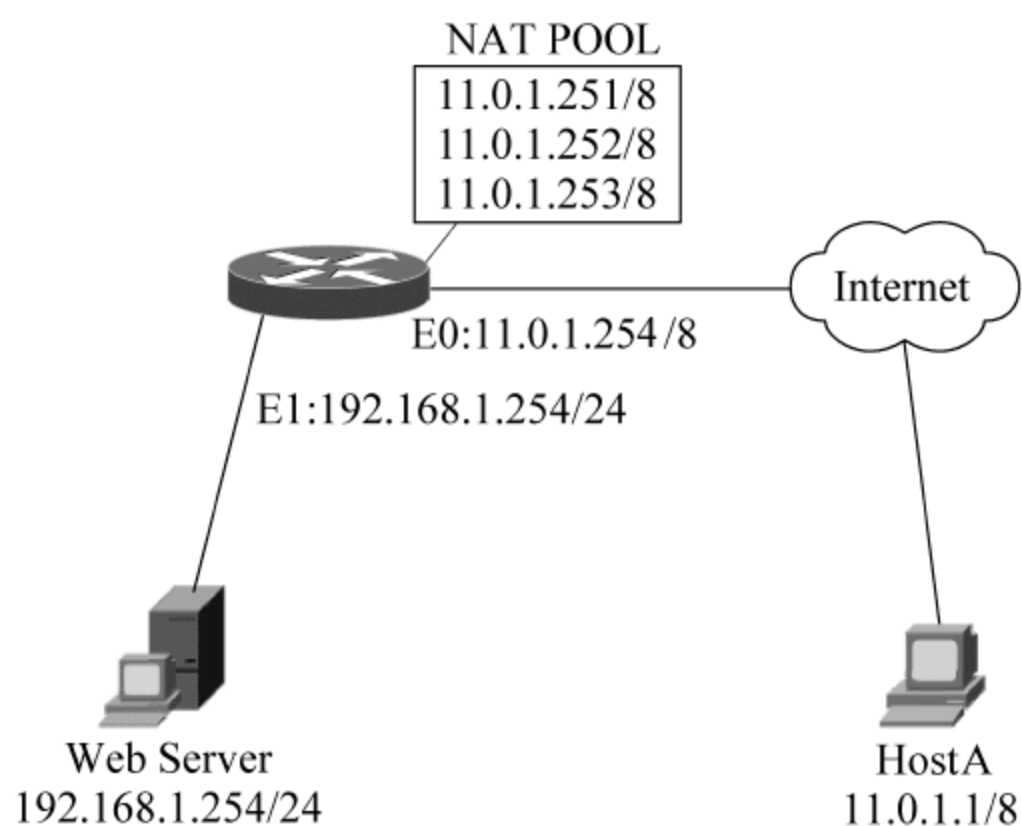 NAT POOL
11.0.1.251/8
11.0.1.252/8
11.0.1.253/8
Internet
E0:11.0.1.254/8
E1:192.168.1.254/24
Web Server
192.168.1.254/24
HostA
11.0.1.1/8